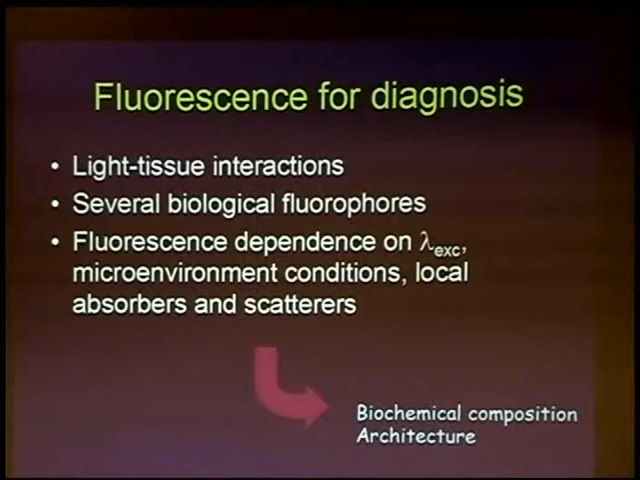 Fluorescence for diagnosis
• Light-tissue interactions
• Several biological fluorophores
• Fluorescence dependence on λexc,
microenvironment conditions, local
absorbers and scatterers
Biochemical composition
Architecture